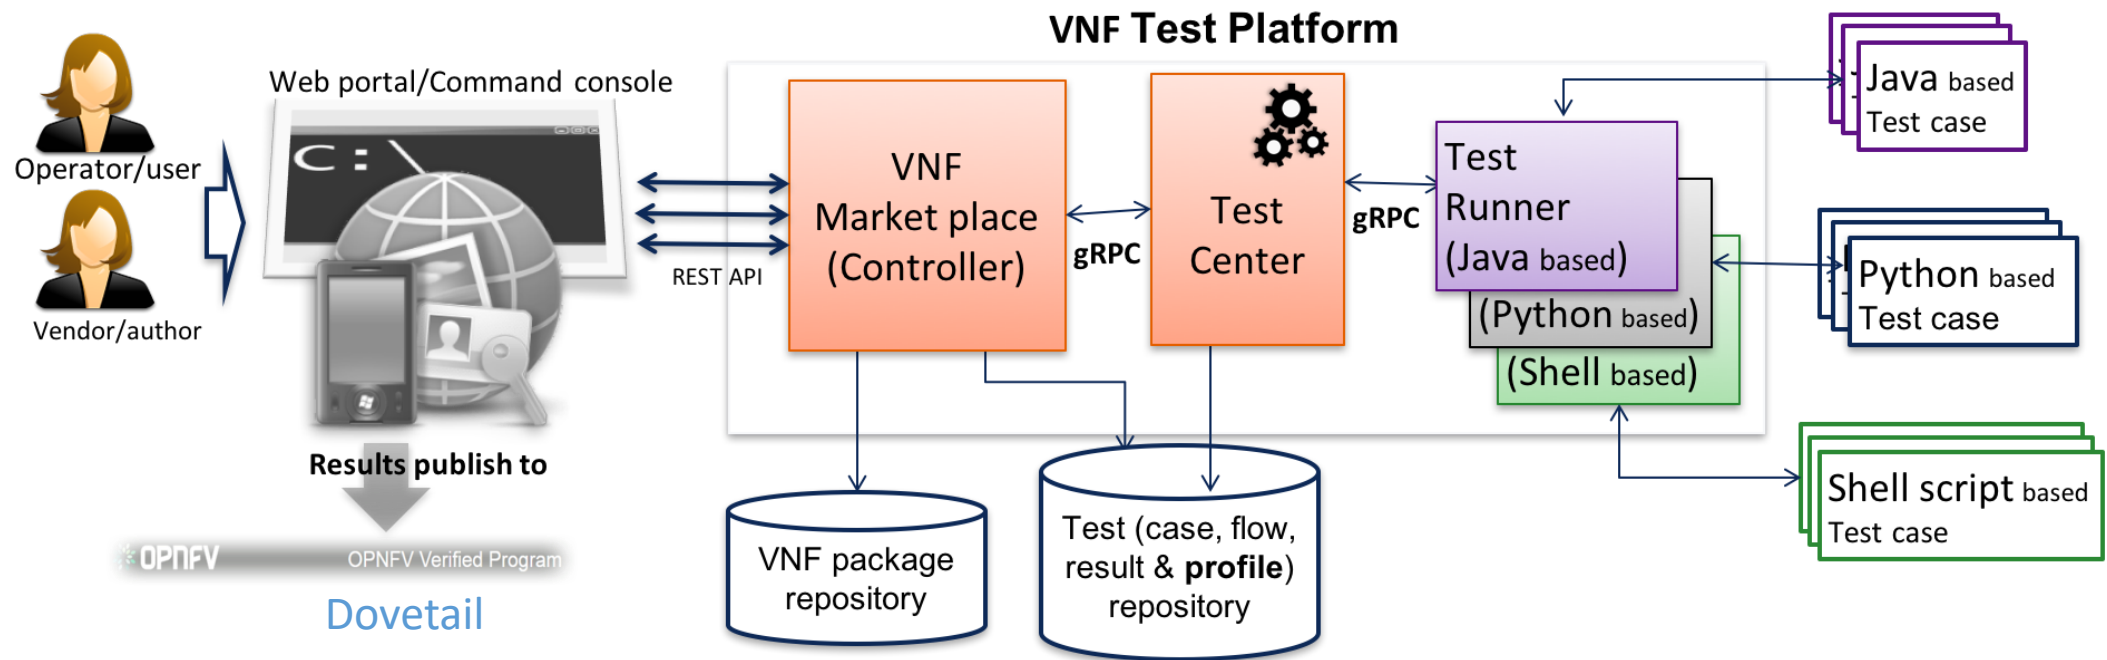 VNF Test Platform
Operator/user
Vendor/author
Web portal/Command console
C:\
REST API
Results publish to
OPNFV
OPNFV Verified Program
Dovetail
VNF
Market place
(Controller)
gRPC
Test
Center
gRPC
Test
Runner
(Java based)
(Python based)
(Shell based)
VNF package
repository
Test (case, flow,
result & profile)
repository
Java based
Test case
Python based
Test case
Shell script based
Test case